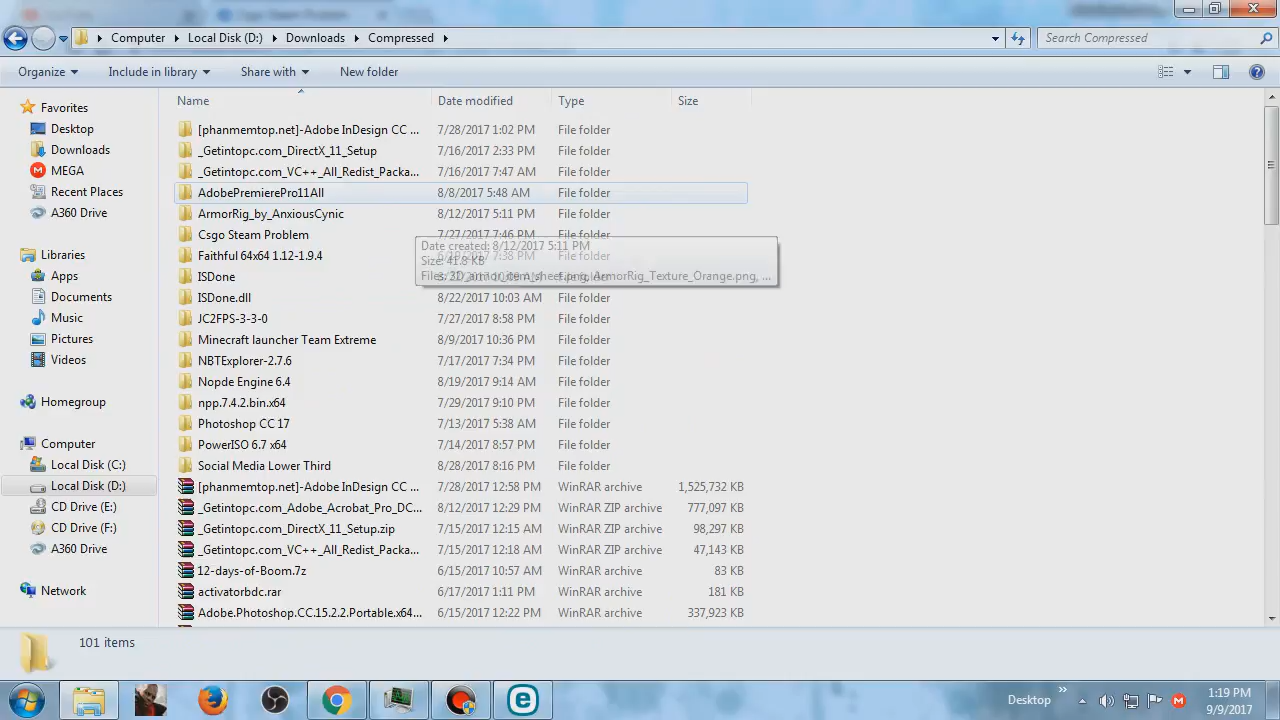 Computer Local Disk (D:) Downloads Compressed Search Compressed
Organize Include in library Share with New folder
Name Date modified Type Size
Favorites
Desktop
Downloads
MEGA
Recent Places
A360 Drive
Libraries
Apps
Documents
Music
Pictures
Videos
Homegroup
Computer
Local Disk (C:)
Local Disk (D:)
CD Drive (E:)
CD Drive (F:)
A360 Drive
Network
[phanmemtop.net]-Adobe InDesign CC ... 7/28/2017 1:02 PM File folder
_Getintopc.com_DirectX_11_Setup 7/16/2017 2:33 PM File folder
_Getintopc.com_VC++_All_Redist_Packa... 7/16/2017 7:47 AM File folder
AdobePremierePro11All 8/8/2017 5:48 AM File folder
ArmorRig_by_AnxiousCynic 8/12/2017 5:11 PM File folder
Csgo Steam Problem 7/27/2017 7:46 PM File folder
Date created: 8/12/2017 5:11 PM
Faithful 64x64 1.12-1.9.4
Size: 41.8 KB
ISDone
Files: 3D_armor_item_sheet.png, ArmorRig_Texture_Orange.png, ...
ISDone.dll 8/22/2017 10:03 AM File folder
JC2FPS-3-3-0 7/27/2017 8:58 PM File folder
Minecraft launcher Team Extreme 8/9/2017 10:36 PM File folder
NBTExplorer-2.7.6 7/17/2017 7:34 PM File folder
Nopde Engine 6.4 8/19/2017 9:14 AM File folder
npp.7.4.2.bin.x64 7/29/2017 9:10 PM File folder
Photoshop CC 17 7/13/2017 5:38 AM File folder
PowerISO 6.7 x64 7/14/2017 8:57 PM File folder
Social Media Lower Third 8/28/2017 8:16 PM File folder
[phanmemtop.net]-Adobe InDesign CC ... 7/28/2017 12:58 PM WinRAR archive 1,525,732 KB
_Getintopc.com_Adobe_Acrobat_Pro_DC... 8/12/2017 12:29 PM WinRAR ZIP archive 777,097 KB
_Getintopc.com_DirectX_11_Setup.zip 7/15/2017 12:15 AM WinRAR ZIP archive 98,297 KB
_Getintopc.com_VC++_All_Redist_Packa... 7/15/2017 12:18 AM WinRAR ZIP archive 47,143 KB
12-days-of-Boom.7z 6/15/2017 10:57 AM WinRAR archive 83 KB
activatorbdc.rar 6/17/2017 1:11 PM WinRAR archive 181 KB
Adobe.Photoshop.CC.15.2.2.Portable.x64... 6/15/2017 12:22 PM WinRAR archive 337,923 KB
101 items
Desktop
1:19 PM
9/9/2017